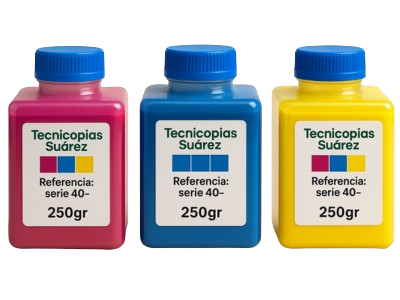 Tecnicopias
Suárez
Referencia:
serie 40–
250gr
Tecnicopias
Suárez
Referencia:
serie 40–
250gr
Tecnicopias
Suárez
Referencia:
serie 40–
250gr